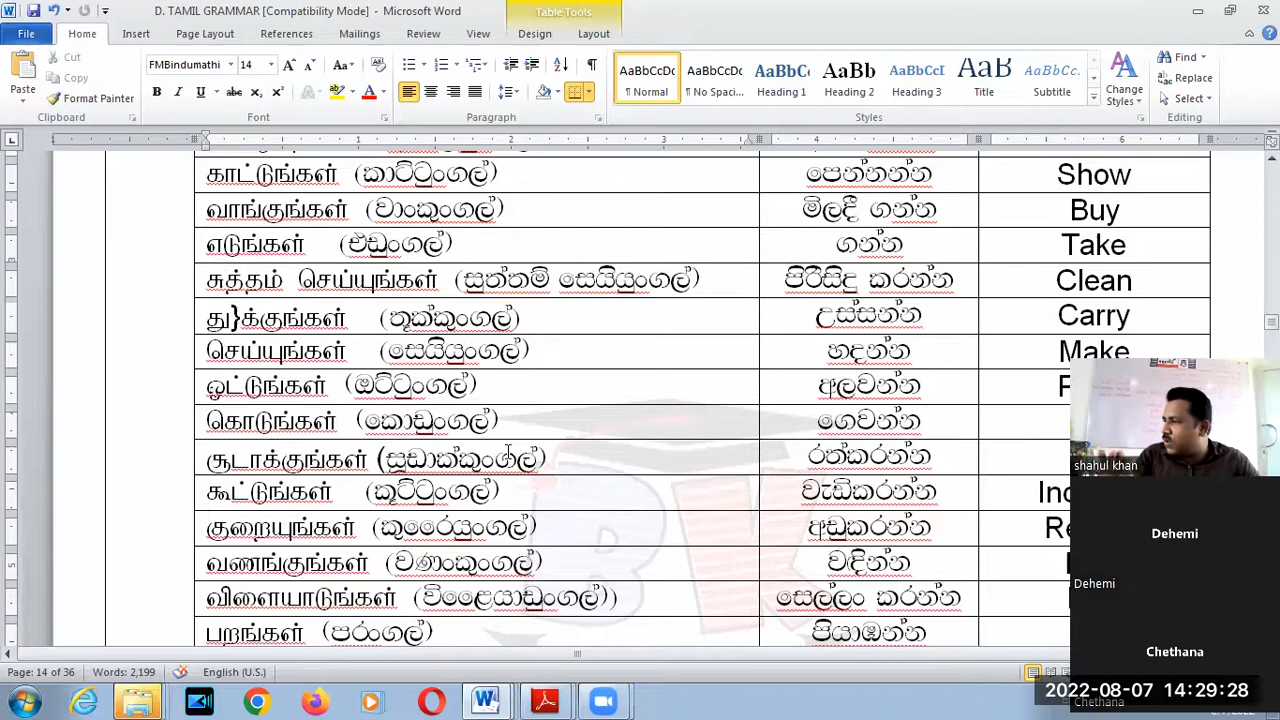 D. TAMIL GRAMMAR [Compatibility Mode] - Microsoft Word
Table Tools
File Home Insert Page Layout References Mailings Review View Design Layout
Paste Cut Copy Format Painter
FMBindumathi 14
Clipboard Font Paragraph Styles Editing
AaBbCcDc AaBbCcDc AaBbC AaBbCc AaBb AaBbCcI AaB AaBbCc.
¶ Normal ¶ No Spaci... Heading 1 Heading 2 Heading 3 Title Subtitle
Change Styles
Find Replace Select
காட்டுங்கள் (කාට්ටුංගල්) පෙන්නන්න Show
வாங்குங்கள் (වාංකුංගල්) මිලදී ගන්න Buy
எடுங்கள் (එඩුංගල්) ගන්න Take
சுத்தம் செய்யுங்கள் (සුත්තම් සෙයියුංගල්) පිරිසිදු කරන්න Clean
து}க்குங்கள் (තූක්කුංගල්) උස්සන්න Carry
செய்யுங்கள் (සෙයියුංගල්) හදන්න Make
ஓட்டுங்கள் (ඔට්ටුංගල්) අලවන්න
கொடுங்கள் (කොඩුංගල්) ගෙවන්න
சூடாக்குங்கள் (සූඩාක්කුංගල්) රත්කරන්න
கூட்டுங்கள் (කූට්ටුංගල්) වැඩිකරන්න
குறையுங்கள் (කුරෛයුංගල්) අඩුකරන්න
வணங்குங்கள் (වණංකුංගල්) වඳින්න
விளையாடுங்கள் (විළෛයාඩුංගල්)) සෙල්ලං කරන්න
பறங்கள் (පරංගල්) පියාඹන්න
shahul khan
Dehemi
Dehemi
Chethana
Chethana
Page: 14 of 36 Words: 2,199 English (U.S.)
2022-08-07 14:29:28